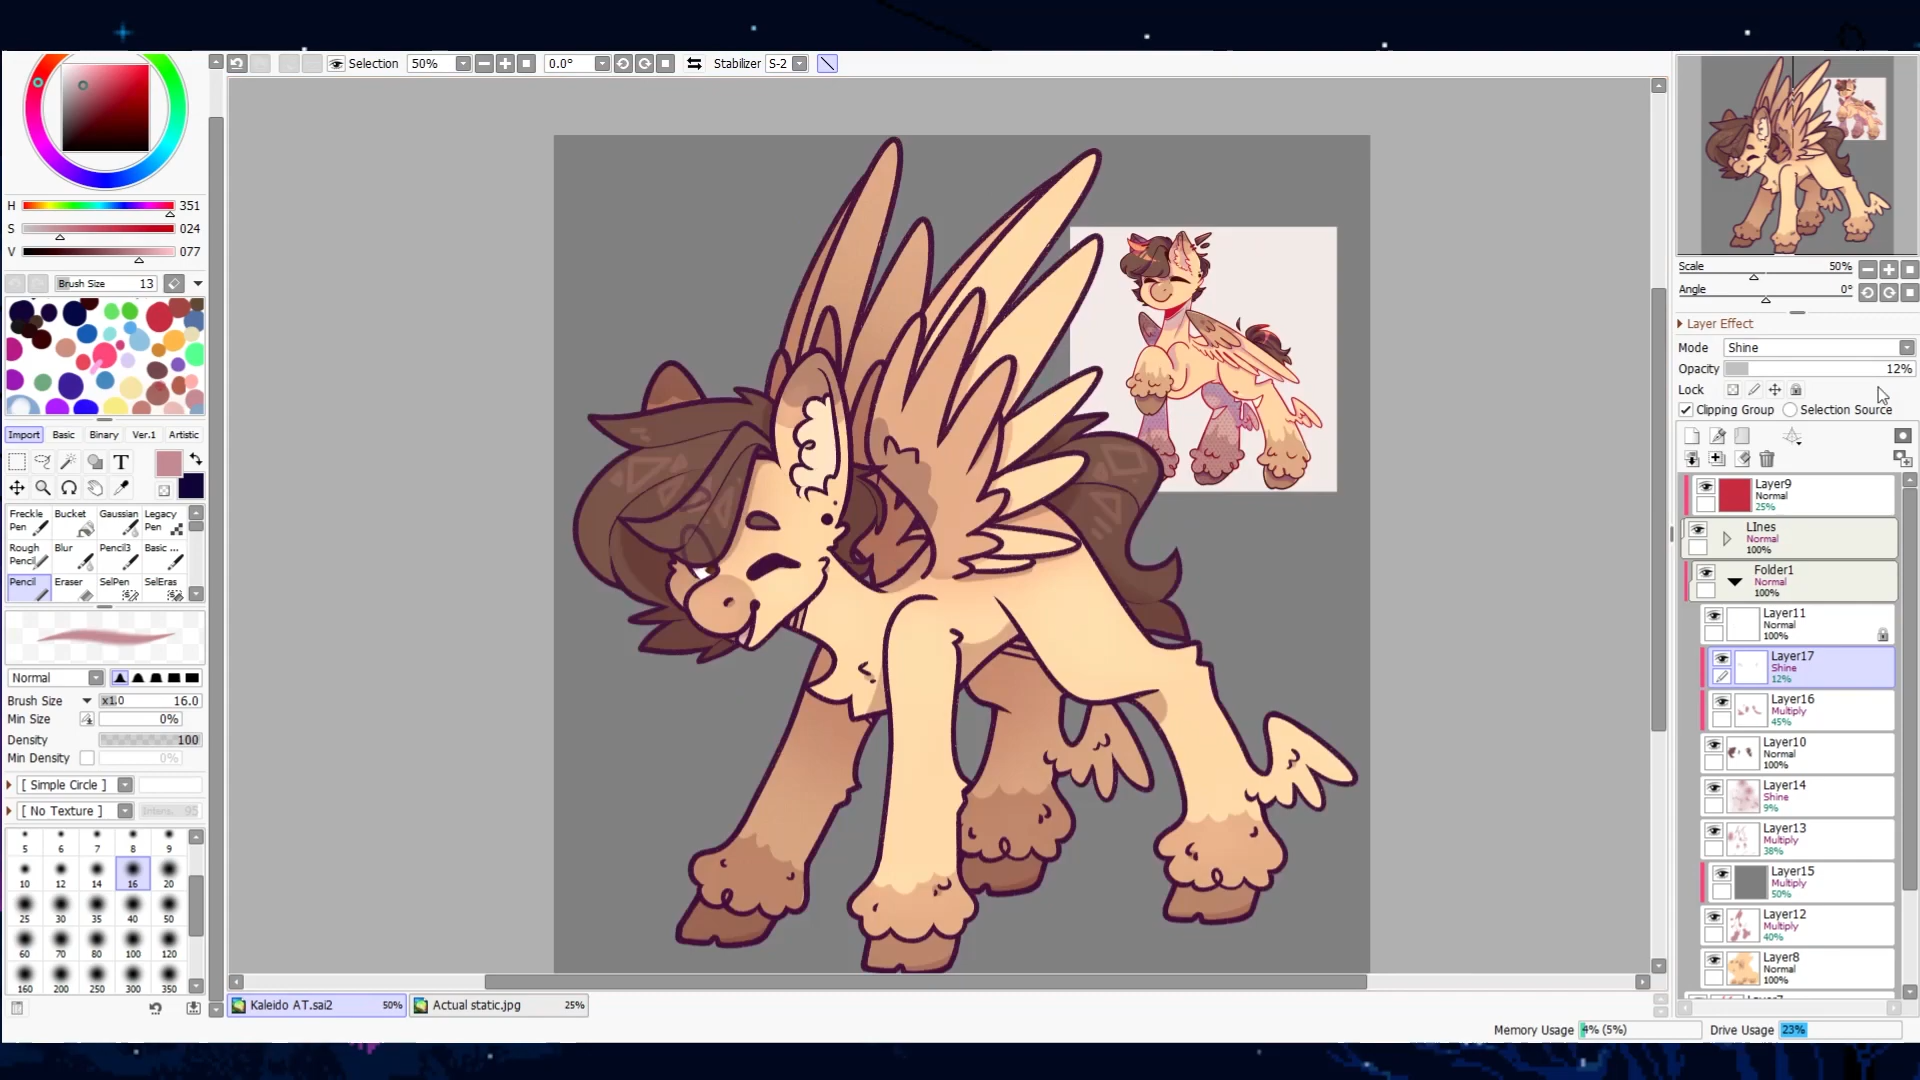 Selection 50% 0.0° Stabilizer S-2
H 351
S 024
V 077
Brush Size 13
Import Basic Binary Ver.1 Artistic
T
Freckle Pen Bucket Gaussian Legacy Pen
Rough Pencil Blur Pencil3 Basic ...
Pencil Eraser SelPen SelEras
Normal
Brush Size x1.0 16.0
Min Size 0%
Density 100
Min Density 0%
[ Simple Circle ]
[ No Texture ] Intens. 95
5 6 7 8 9
10 12 14 16 20
25 30 35 40 50
60 70 80 100 120
160 200 250 300 350
Kaleido AT.sai2 50% Actual static.jpg 25%
Scale 50%
Angle 0°
Layer Effect
Mode Shine
Opacity 12%
Lock
Clipping Group Selection Source
Layer9
Normal
25%
LInes
Normal
100%
Folder1
Normal
100%
Layer11
Normal
100%
Layer17
Shine
12%
Layer16
Multiply
45%
Layer10
Normal
100%
Layer14
Shine
9%
Layer13
Multiply
38%
Layer15
Multiply
50%
Layer12
Multiply
40%
Layer8
Normal
100%
Memory Usage 4% (5%) Drive Usage 23%